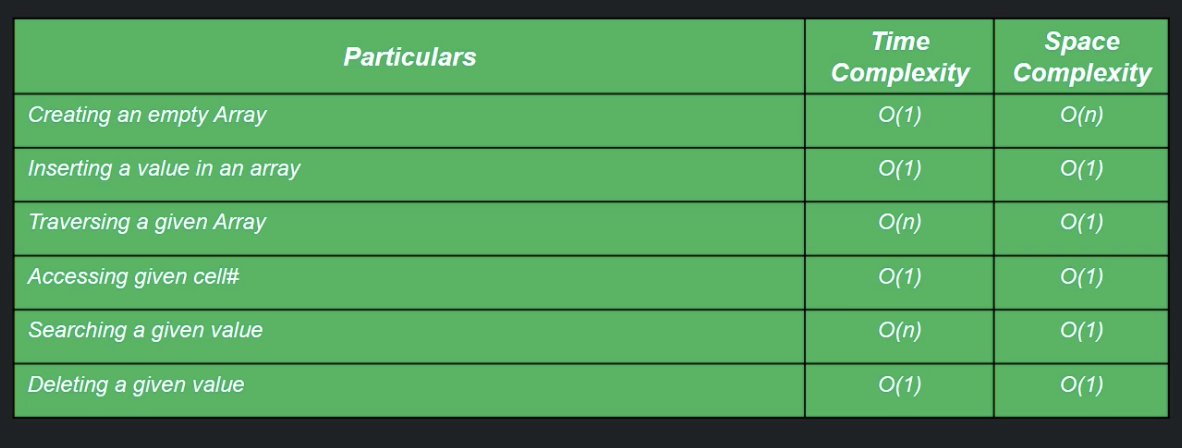 Particulars
Time
Complexity
Space
Complexity
Creating an empty Array O(1) O(n)
Inserting a value in an array O(1) O(1)
Traversing a given Array O(n) O(1)
Accessing given cell# O(1) O(1)
Searching a given value O(n) O(1)
Deleting a given value O(1) O(1)